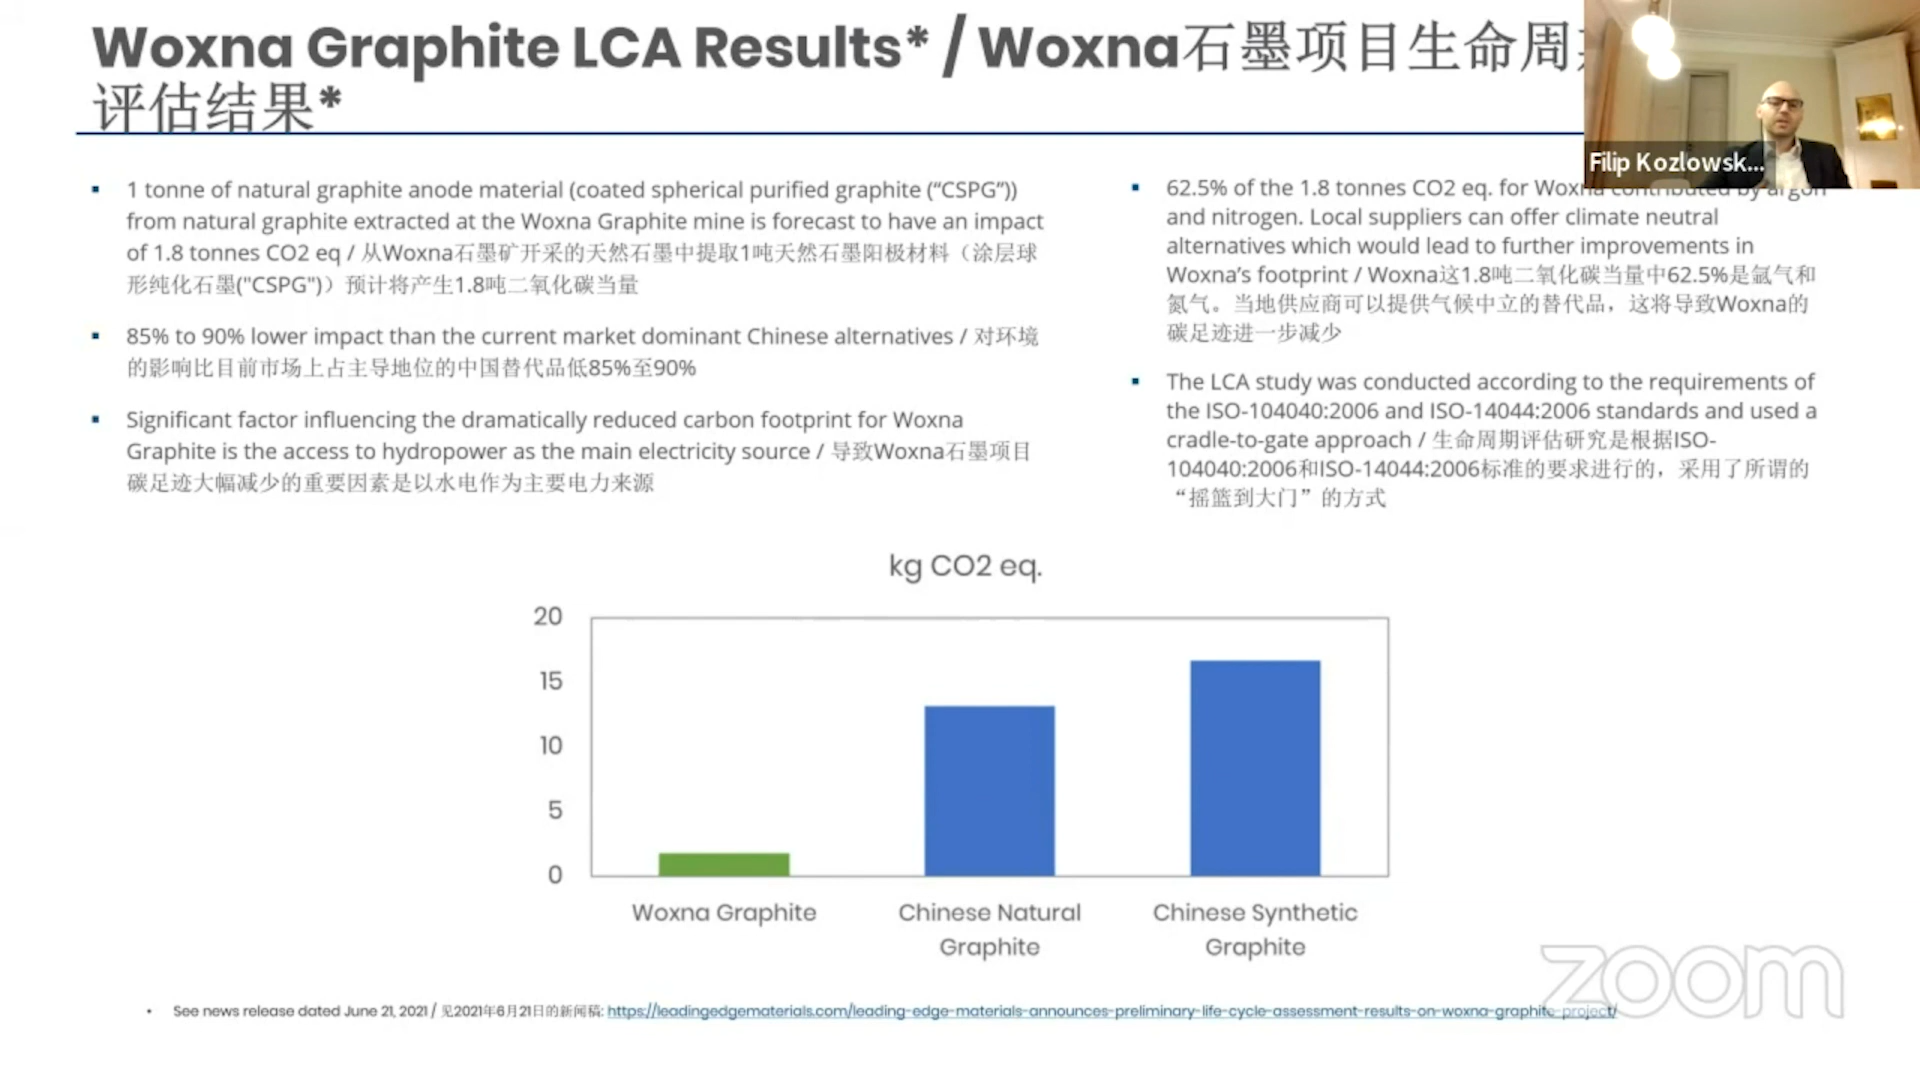 Woxna Graphite LCA Results* / Woxna石墨项目生命周
评估结果*
Filip Kozlowsk...
▪ 1 tonne of natural graphite anode material (coated spherical purified graphite (“CSPG”))
from natural graphite extracted at the Woxna Graphite mine is forecast to have an impact
of 1.8 tonnes CO2 eq / 从Woxna石墨矿开采的天然石墨中提取1吨天然石墨阳极材料（涂层球
形纯化石墨("CSPG")）预计将产生1.8吨二氧化碳当量
▪ 85% to 90% lower impact than the current market dominant Chinese alternatives / 对环境
的影响比目前市场上占主导地位的中国替代品低85%至90%
▪ Significant factor influencing the dramatically reduced carbon footprint for Woxna
Graphite is the access to hydropower as the main electricity source / 导致Woxna石墨项目
碳足迹大幅减少的重要因素是以水电作为主要电力来源
▪ 62.5% of the 1.8 tonnes CO2 eq. for Woxna contributed by argon
and nitrogen. Local suppliers can offer climate neutral
alternatives which would lead to further improvements in
Woxna’s footprint / Woxna这1.8吨二氧化碳当量中62.5%是氩气和
氮气。当地供应商可以提供气候中立的替代品，这将导致Woxna的
碳足迹进一步减少
▪ The LCA study was conducted according to the requirements of
the ISO-104040:2006 and ISO-14044:2006 standards and used a
cradle-to-gate approach / 生命周期评估研究是根据ISO-
104040:2006和ISO-14044:2006标准的要求进行的，采用了所谓的
“摇篮到大门”的方式
kg CO2 eq.
20
15
10
5
0
Woxna Graphite
Chinese Natural
Graphite
Chinese Synthetic
Graphite
zoom
• See news release dated June 21, 2021 / 见2021年6月21日的新闻稿: https://leadingedgematerials.com/leading-edge-materials-announces-preliminary-life-cycle-assessment-results-on-woxna-graphite-project/